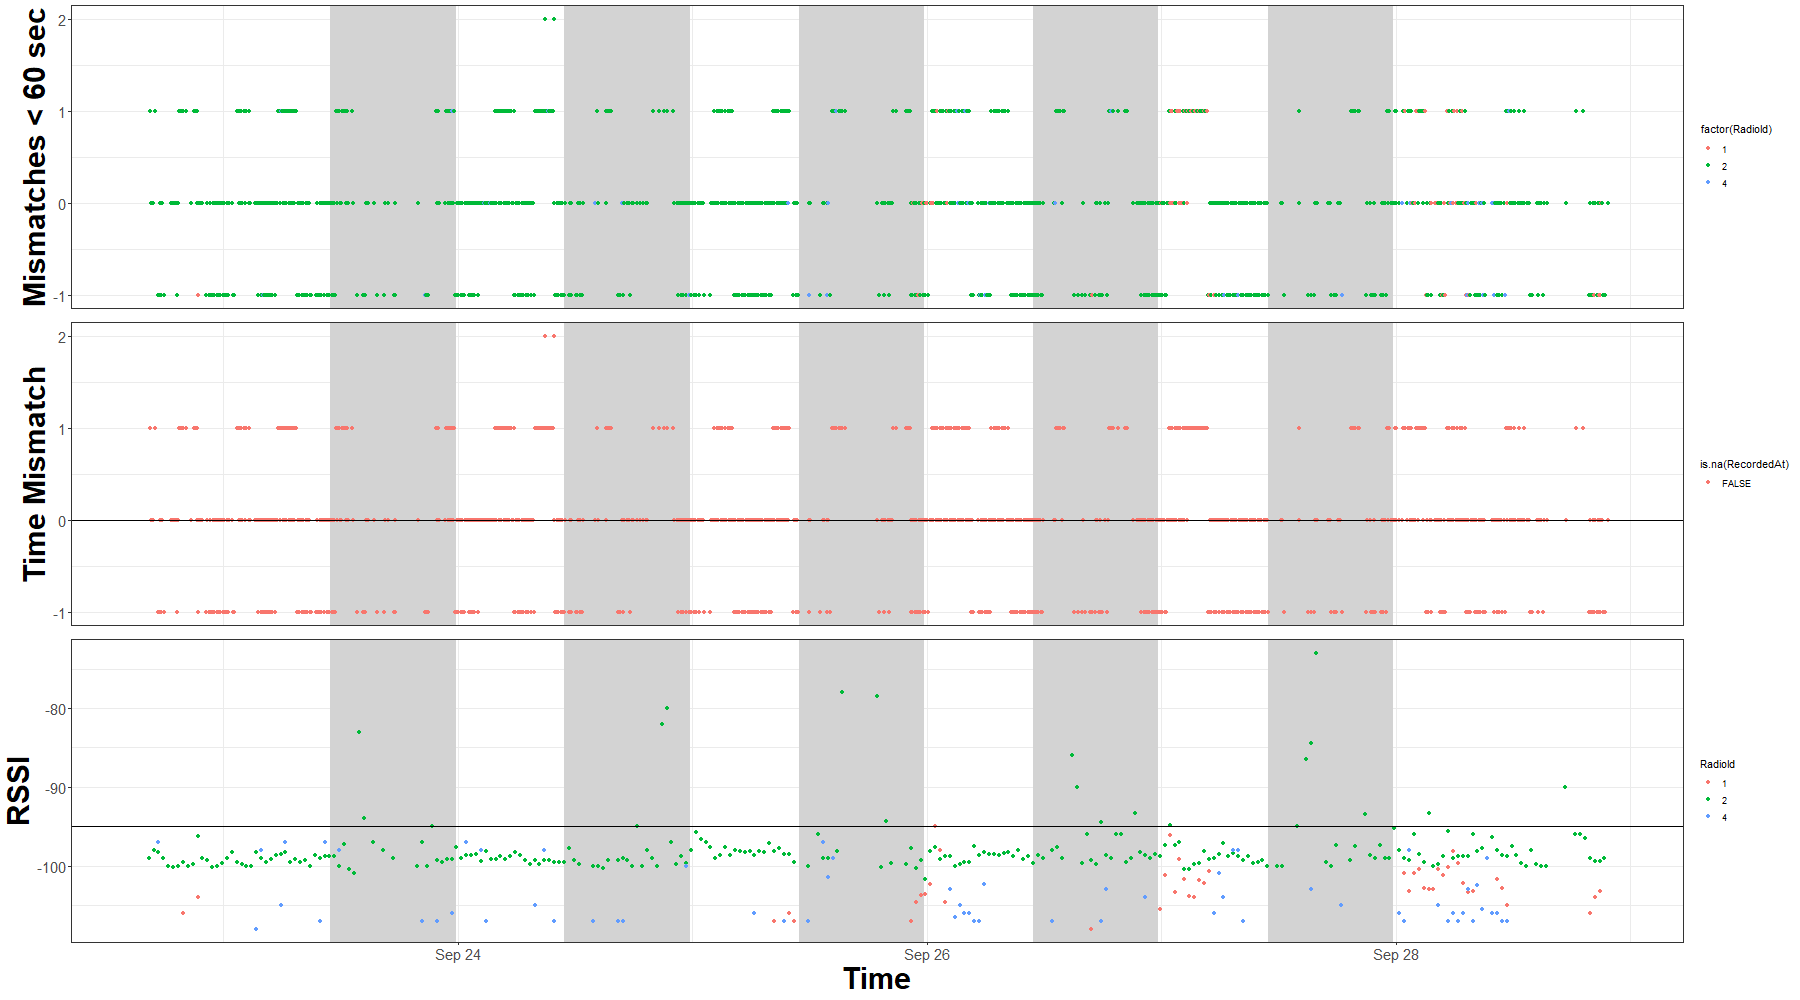 Mismatches < 60 sec
2
1
0
-1
factor(RadioId)
1
2
4
Time Mismatch
2
1
0
-1
is.na(RecordedAt)
FALSE
RSSI
-80
-90
-100
RadioId
1
2
4
Sep 24
Sep 26
Sep 28
Time